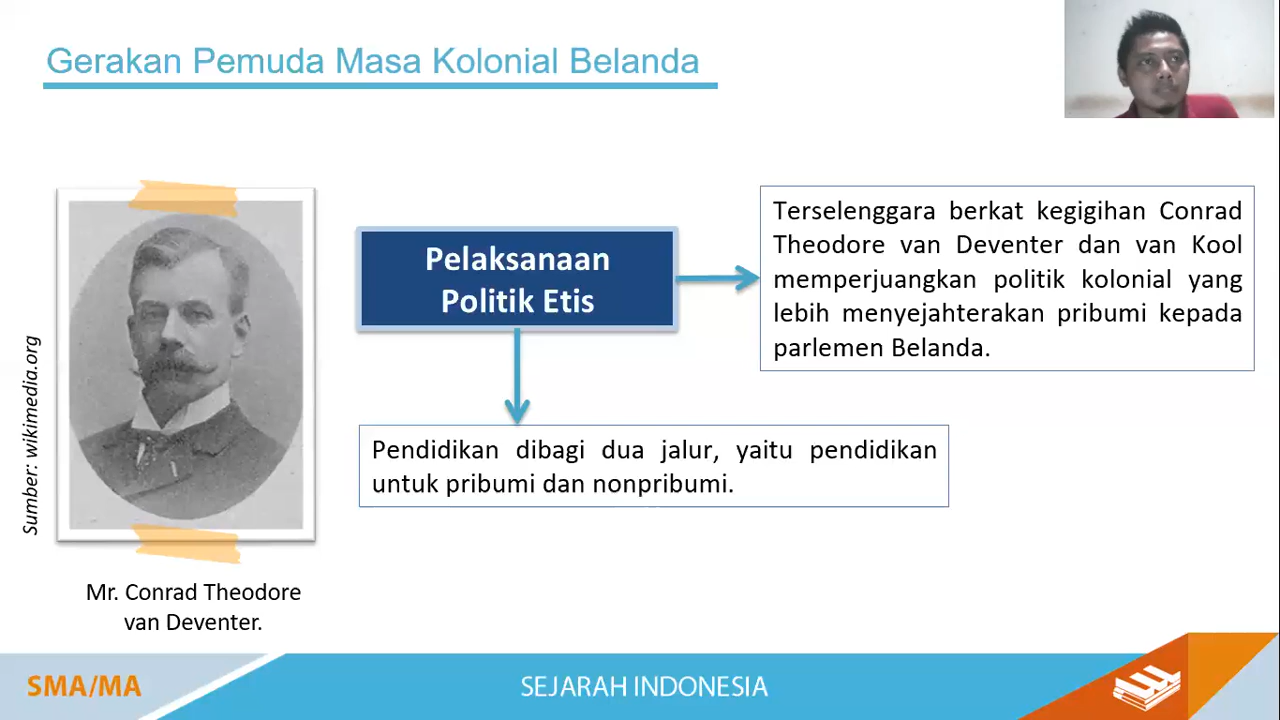 Gerakan Pemuda Masa Kolonial Belanda
Sumber: wikimedia.org
Mr. Conrad Theodore
van Deventer.
Pelaksanaan
Politik Etis
Terselenggara berkat kegigihan Conrad
Theodore van Deventer dan van Kool
memperjuangkan politik kolonial yang
lebih menyejahterakan pribumi kepada
parlemen Belanda.
Pendidikan dibagi dua jalur, yaitu pendidikan
untuk pribumi dan nonpribumi.
SMA/MA
SEJARAH INDONESIA